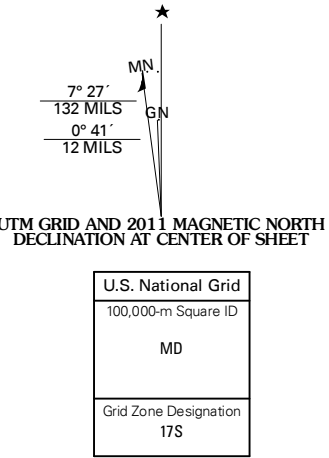 ★
MN
7° 27´
132 MILS
GN
0° 41´
12 MILS
UTM GRID AND 2011 MAGNETIC NORTH
DECLINATION AT CENTER OF SHEET
U.S. National Grid
100,000-m Square ID
MD
Grid Zone Designation
17S